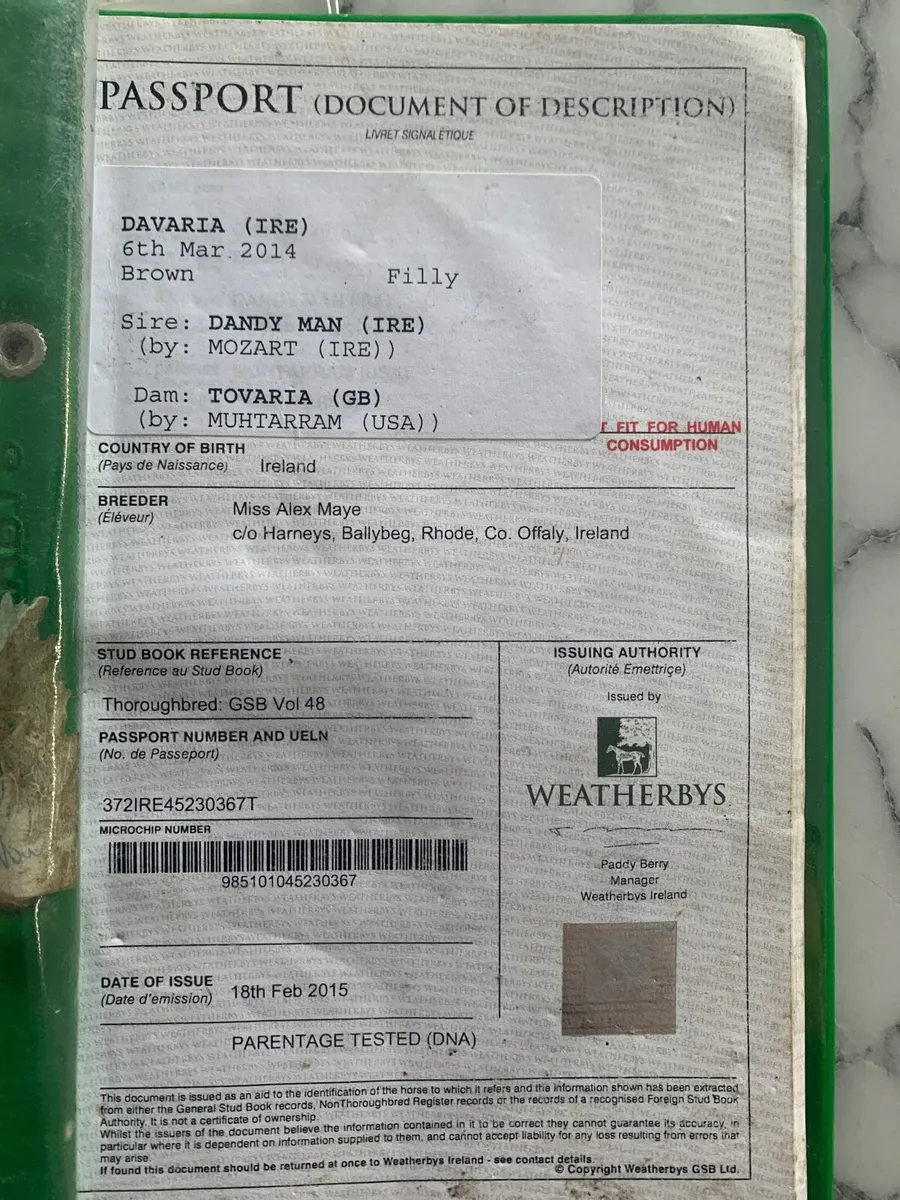 PASSPORT (DOCUMENT OF DESCRIPTION)
LIVRET SIGNALÉTIQUE
DAVARIA (IRE)
6th Mar. 2014
Brown Filly
Sire: DANDY MAN (IRE)
(by: MOZART (IRE))
Dam: TOVARIA (GB)
(by: MUHTARRAM (USA))
FIT FOR HUMAN
CONSUMPTION
COUNTRY OF BIRTH
(Pays de Naissance) Ireland
BREEDER
(Éleveur)
Miss Alex Maye
c/o Harneys, Ballybeg, Rhode, Co. Offaly, Ireland
STUD BOOK REFERENCE
(Reference au Stud Book)
Thoroughbred: GSB Vol 48
PASSPORT NUMBER AND UELN
(No. de Passeport)
372IRE45230367T
MICROCHIP NUMBER
985101045230367
DATE OF ISSUE
(Date d'emission) 18th Feb 2015
ISSUING AUTHORITY
(Autorité Emettriçe)
Issued by
WEATHERBYS
Paddy Berry
Manager
Weatherbys Ireland
PARENTAGE TESTED (DNA)
This document is issued as an aid to the identification of the horse to which it refers and the information shown has been extracted
from either the General Stud Book records, NonThoroughbred Register records or the records of a recognised Foreign Stud Book
Authority. It is not a certificate of ownership.
Whilst the issuers of the document believe the information contained in it to be correct they cannot guarantee its accuracy, in
particular where it is dependent on information supplied to them, and cannot accept liability for any loss resulting from errors that
may arise.
If found this document should be returned at once to Weatherbys Ireland - see contact details.
© Copyright Weatherbys GSB Ltd.